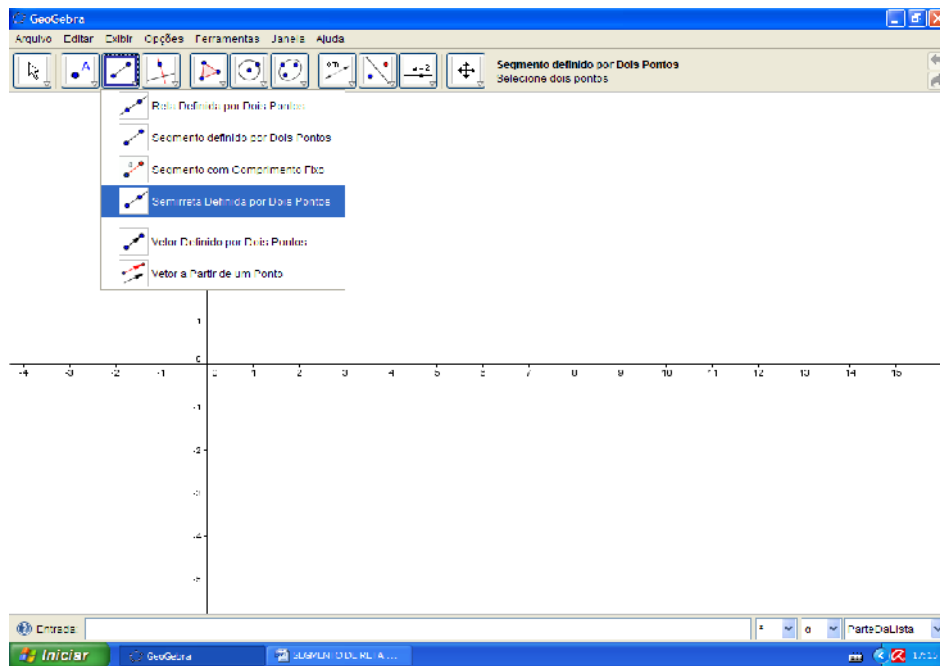 GeoGebra
Arquivo Editar Exibir Opções Ferramentas Janela Ajuda
A
a=2
Segmento definido por Dois Pontos
Selecione dois pontos
Reta Definida por Dois Pontos
Segmento definido por Dois Pontos
Segmento com Comprimento Fixo
Semirreta Definida por Dois Pontos
Vetor Definido por Dois Pontos
Vetor a Partir de um Ponto
1
0
-4 -3 -2 -1 0 1 2 3 4 5 6 7 8 9 10 11 12 13 14 15
-1
-2
-3
-4
-5
Entrada:
ParteDaLista
Iniciar GeoGebra SEGMENTO DE RETA ...